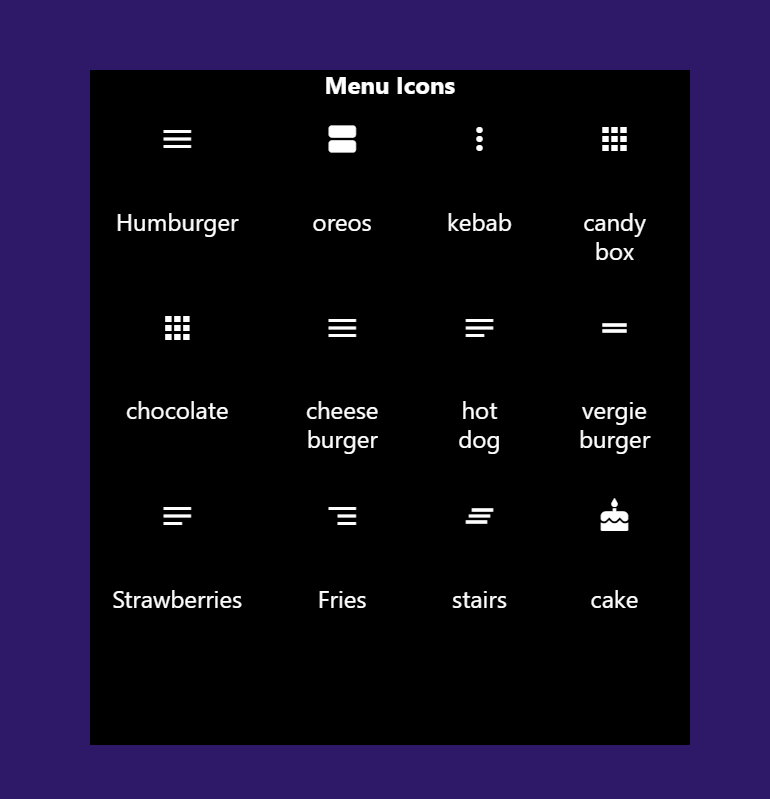 Menu Icons
Humburger
oreos
kebab
candy
box
chocolate
cheese
burger
hot
dog
vergie
burger
Strawberries
Fries
stairs
cake